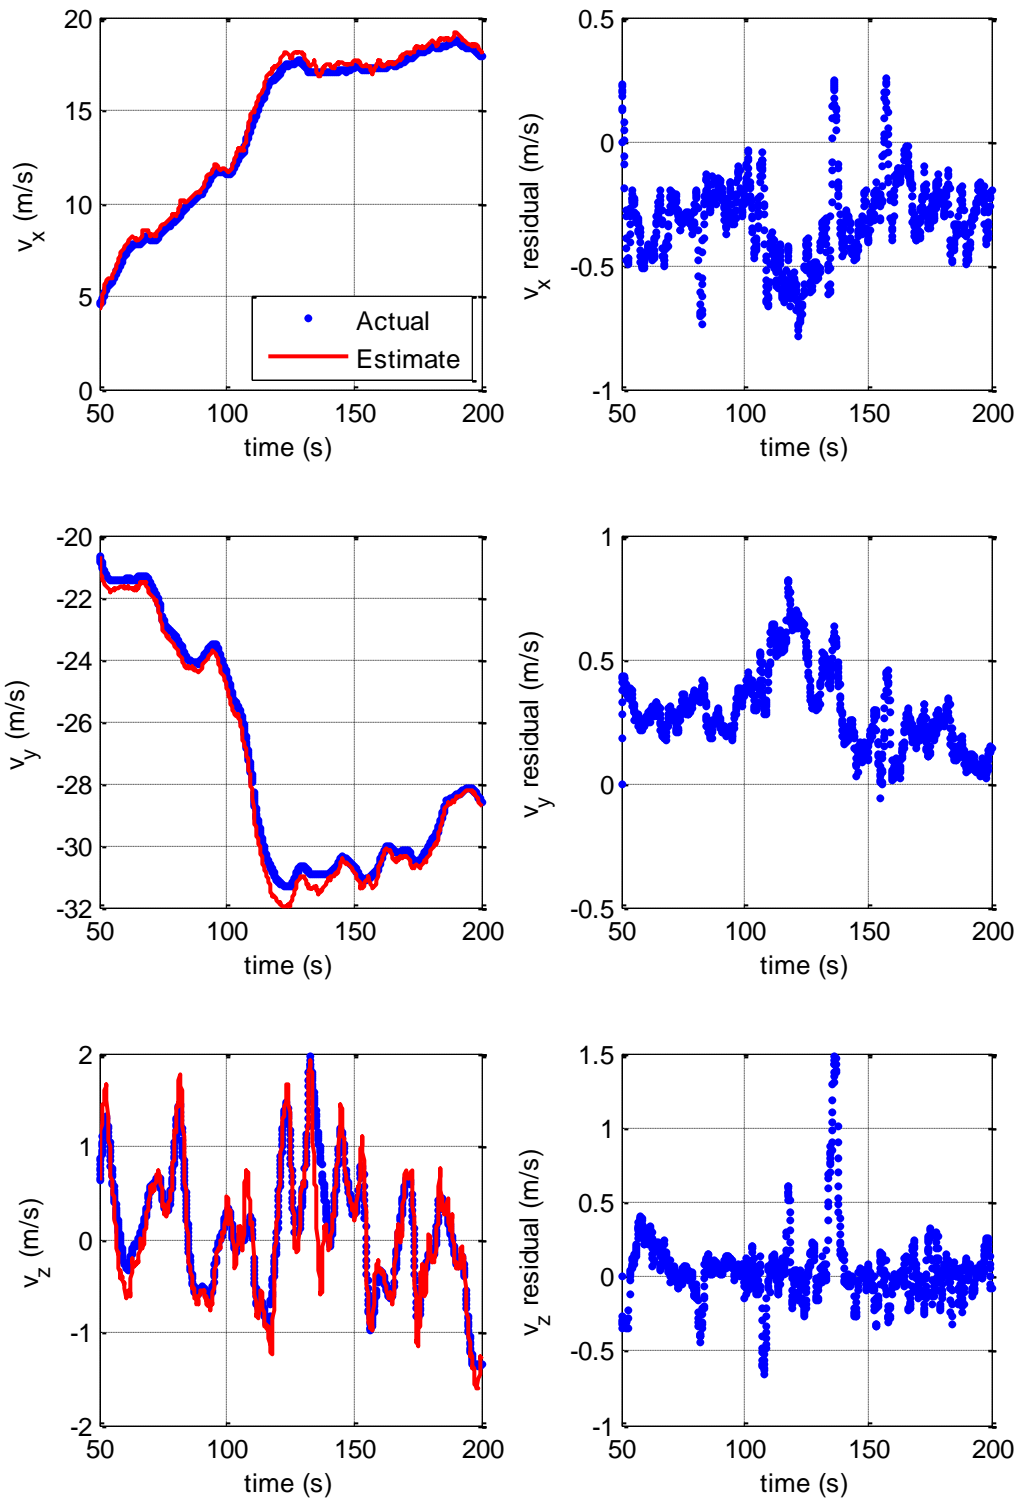 20
15
10
5
0
v_x (m/s)
Actual
Estimate
50 100 150 200
time (s)
0.5
0
-0.5
-1
v_x residual (m/s)
50 100 150 200
time (s)
-20
-22
-24
-26
-28
-30
-32
v_y (m/s)
50 100 150 200
time (s)
1
0.5
0
-0.5
v_y residual (m/s)
50 100 150 200
time (s)
2
1
0
-1
-2
v_z (m/s)
50 100 150 200
time (s)
1.5
1
0.5
0
-0.5
-1
v_z residual (m/s)
50 100 150 200
time (s)